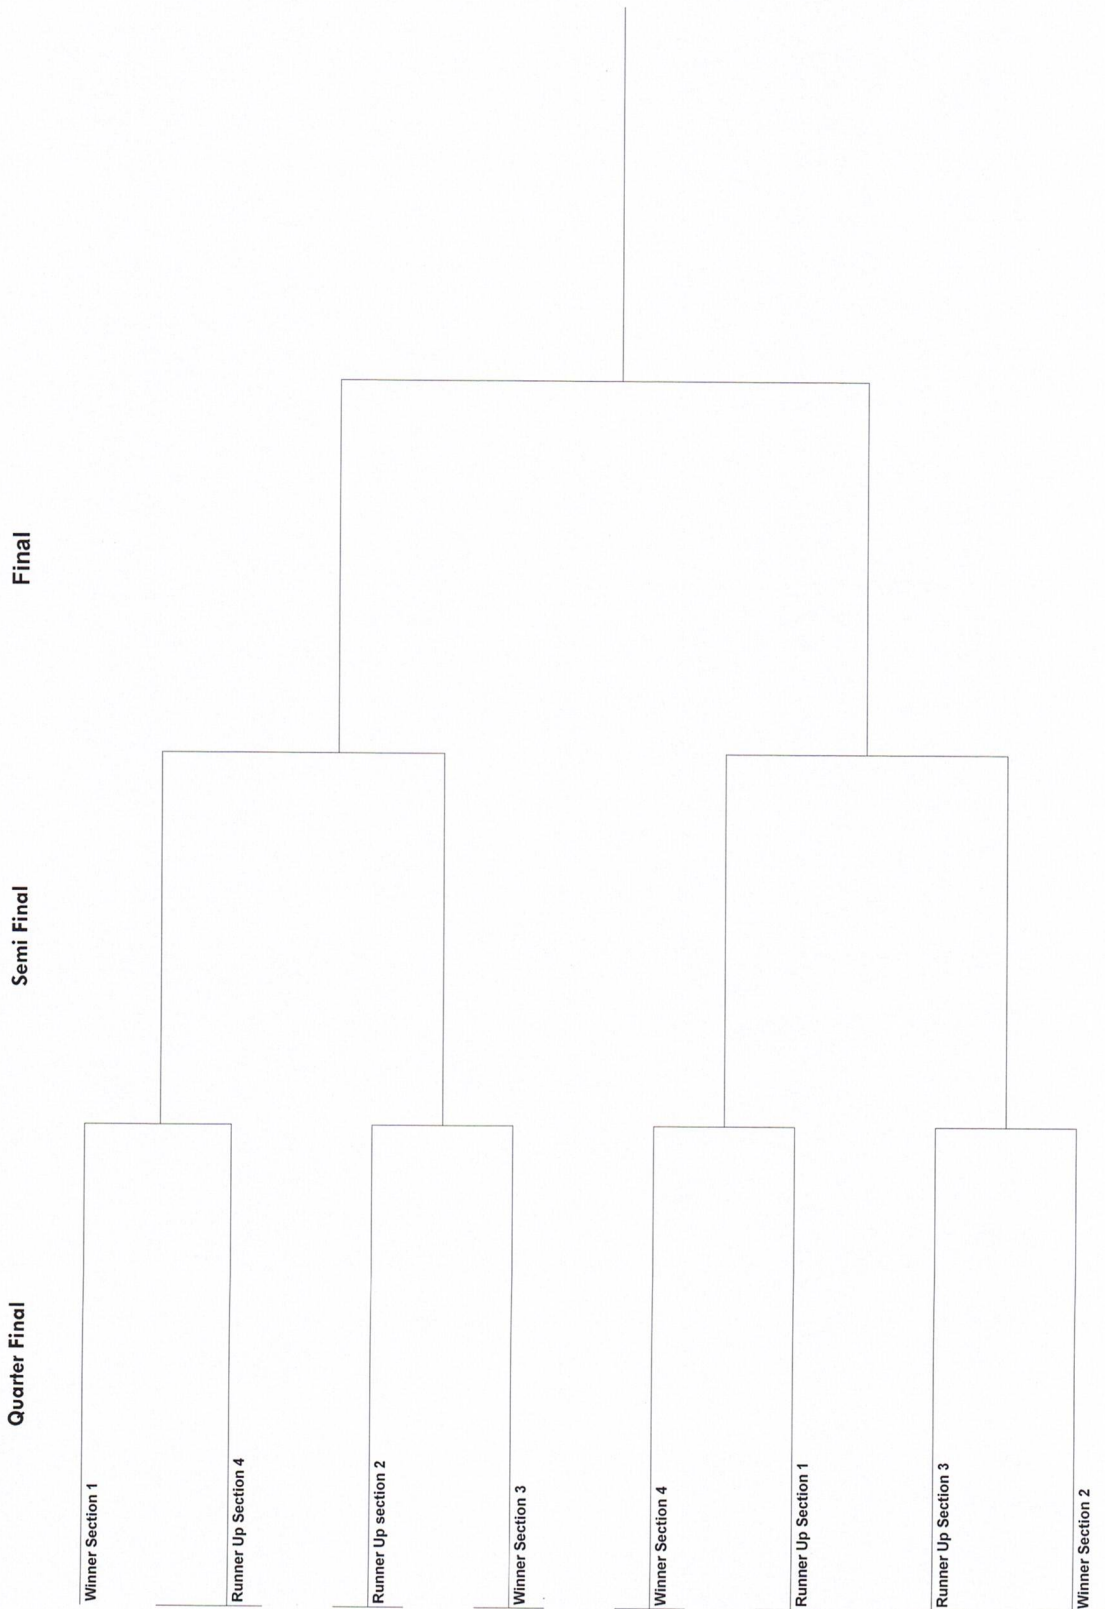 Quarter Final
Semi Final
Final
Winner Section 1
Runner Up Section 4
Runner Up section 2
Winner Section 3
Winner Section 4
Runner Up Section 1
Runner Up Section 3
Winner Section 2